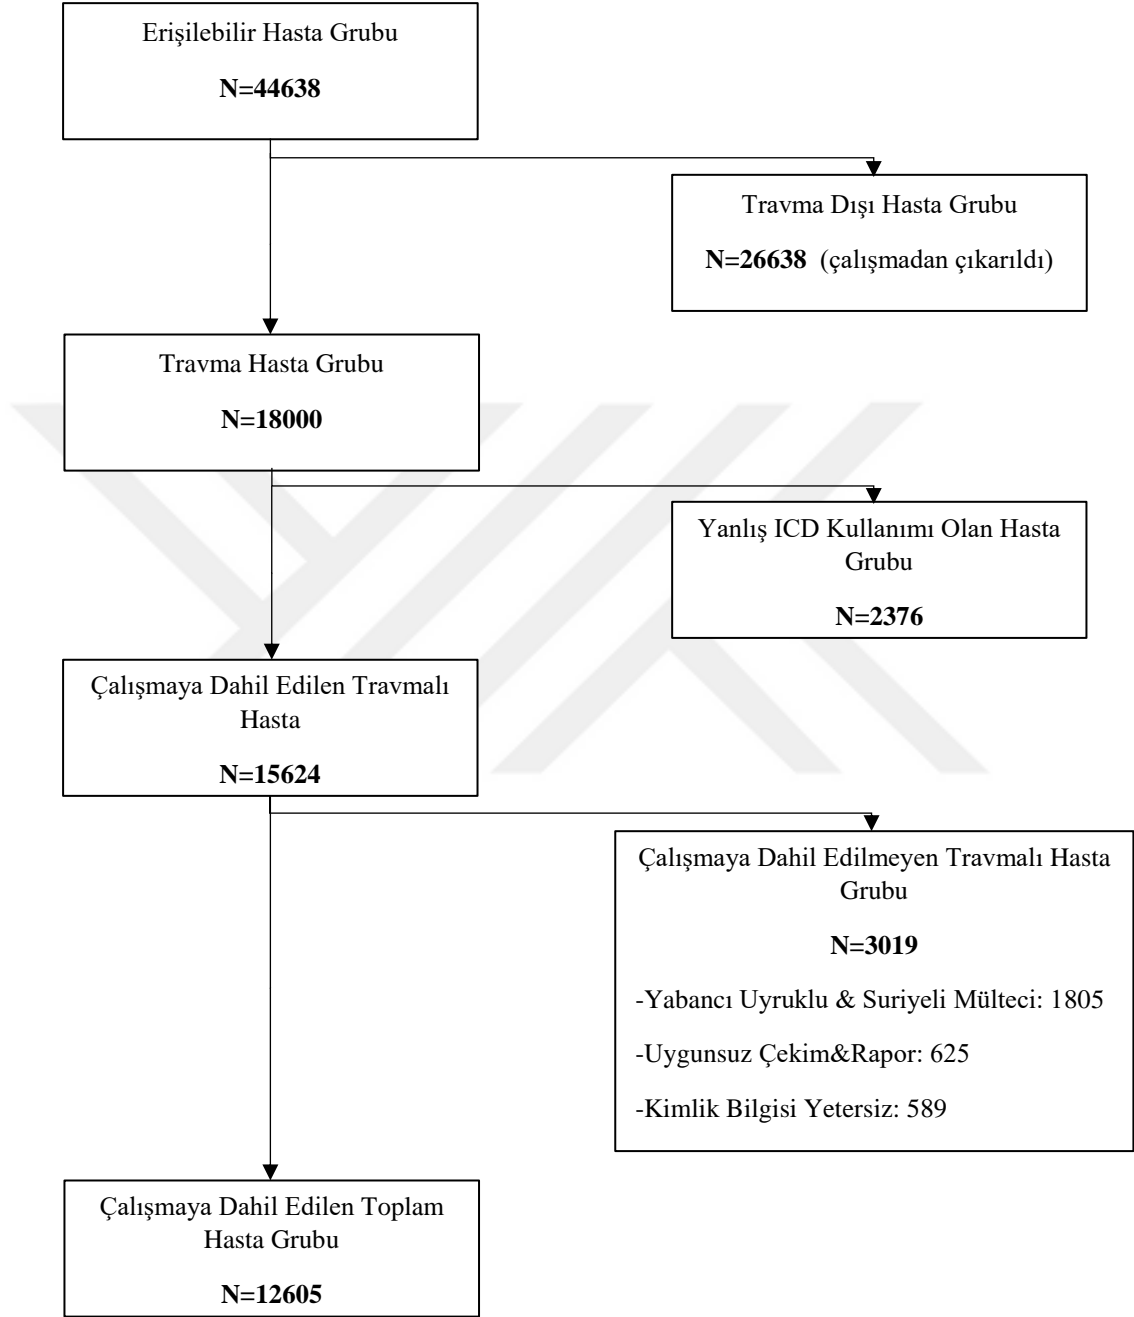 Erişilebilir Hasta Grubu
N=44638
Travma Dışı Hasta Grubu
N=26638 (çalışmadan çıkarıldı)
Travma Hasta Grubu
N=18000
Yanlış ICD Kullanımı Olan Hasta
Grubu
N=2376
Çalışmaya Dahil Edilen Travmalı
Hasta
N=15624
Çalışmaya Dahil Edilmeyen Travmalı Hasta
Grubu
N=3019
-Yabancı Uyruklu & Suriyeli Mülteci: 1805
-Uygunsuz Çekim&Rapor: 625
-Kimlik Bilgisi Yetersiz: 589
Çalışmaya Dahil Edilen Toplam
Hasta Grubu
N=12605